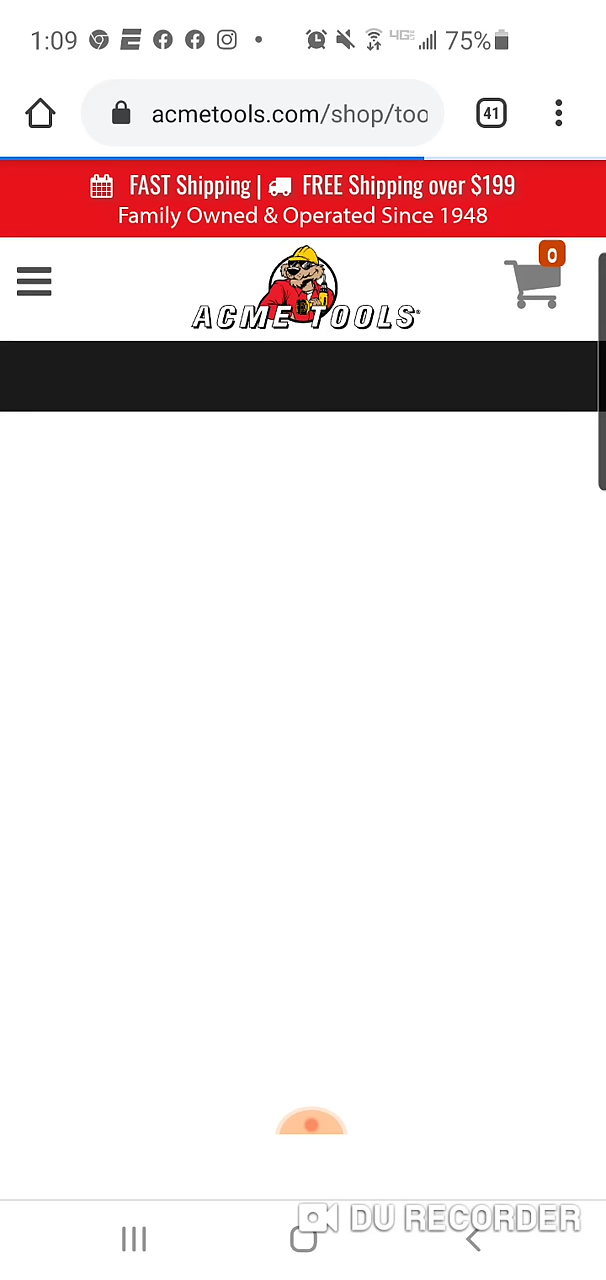 1:09 4GE 75%
acmetools.com/shop/too 41
FAST Shipping | FREE Shipping over $199
Family Owned & Operated Since 1948
0
ACME TOOLS
DU RECORDER